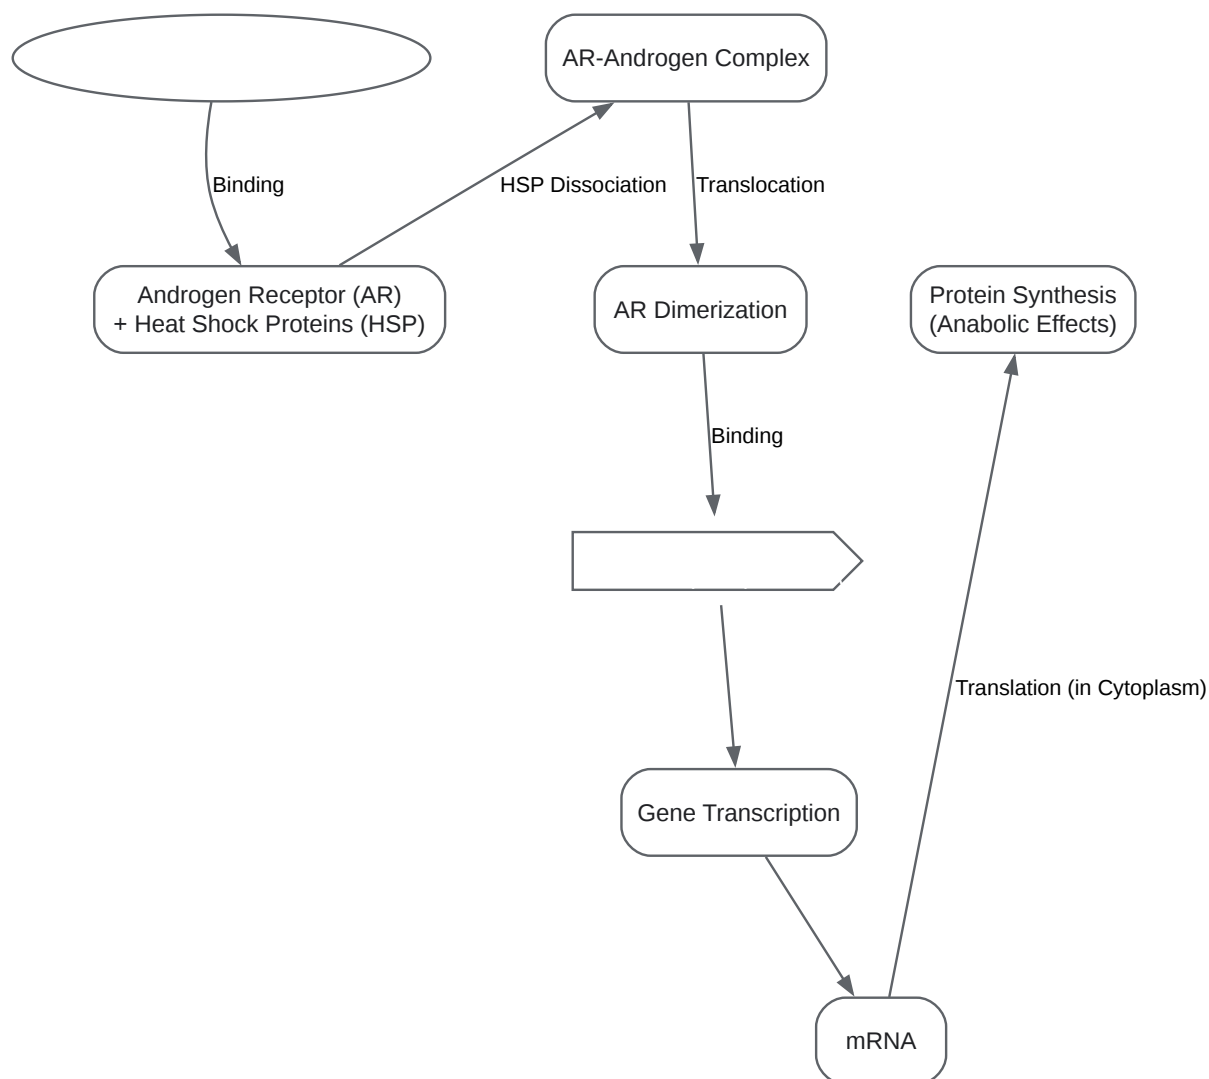 AR-Androgen Complex
Binding
HSP Dissociation
Translocation
Androgen Receptor (AR)
+ Heat Shock Proteins (HSP)
AR Dimerization
Protein Synthesis
(Anabolic Effects)
Binding
Translation (in Cytoplasm)
Gene Transcription
mRNA